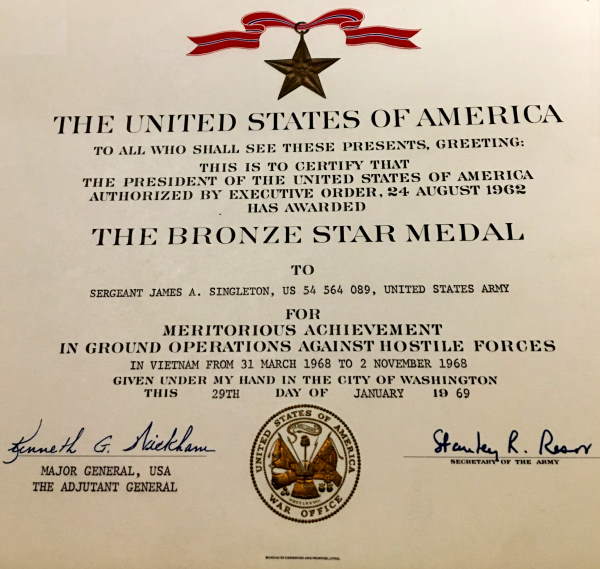 THE UNITED STATES OF AMERICA
TO ALL WHO SHALL SEE THESE PRESENTS, GREETING:
THIS IS TO CERTIFY THAT
THE PRESIDENT OF THE UNITED STATES OF AMERICA
AUTHORIZED BY EXECUTIVE ORDER, 24 AUGUST 1962
HAS AWARDED
THE BRONZE STAR MEDAL
TO
SERGEANT JAMES A. SINGLETON, US 54 564 089, UNITED STATES ARMY
FOR
MERITORIOUS ACHIEVEMENT
IN GROUND OPERATIONS AGAINST HOSTILE FORCES
IN VIETNAM FROM 31 MARCH 1968 TO 2 NOVEMBER 1968
GIVEN UNDER MY HAND IN THE CITY OF WASHINGTON
THIS 29TH DAY OF JANUARY 19 69
Kenneth G. Wickham
MAJOR GENERAL, USA
THE ADJUTANT GENERAL
UNITED STATES OF AMERICA
WAR OFFICE
Stanley R. Resor
SECRETARY OF THE ARMY